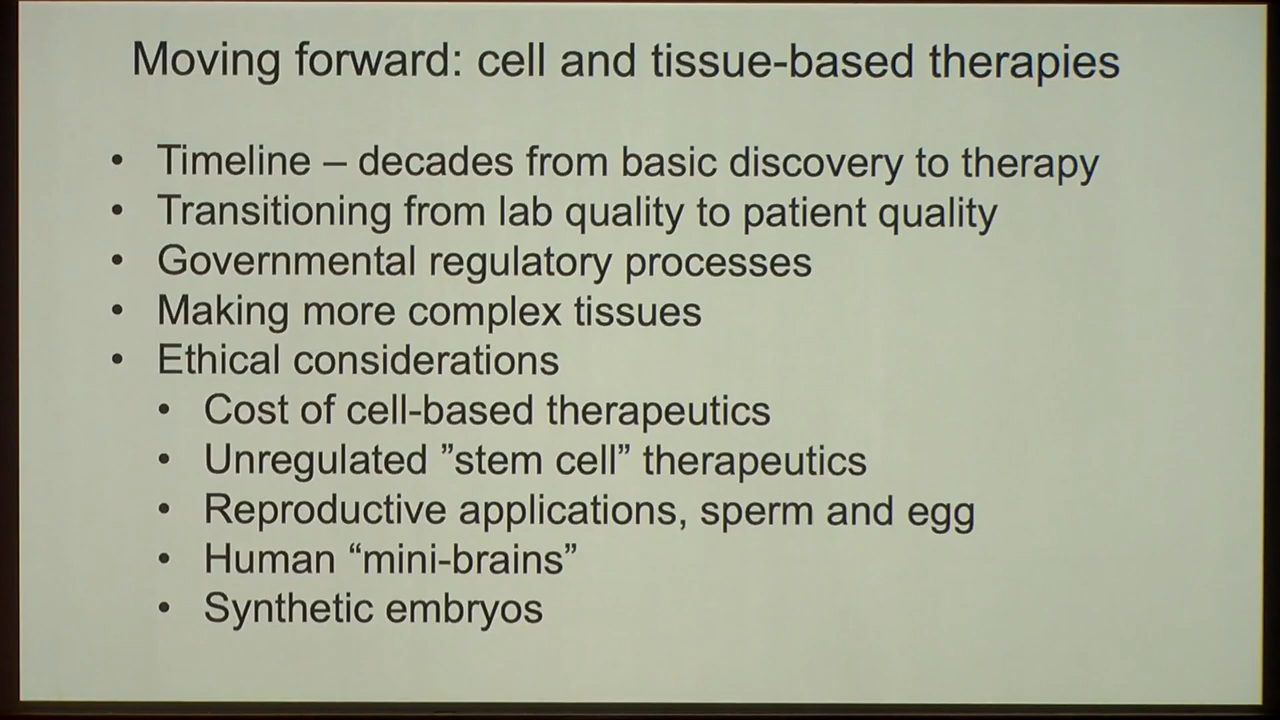 Moving forward: cell and tissue-based therapies
• Timeline – decades from basic discovery to therapy
• Transitioning from lab quality to patient quality
• Governmental regulatory processes
• Making more complex tissues
• Ethical considerations
• Cost of cell-based therapeutics
• Unregulated ”stem cell” therapeutics
• Reproductive applications, sperm and egg
• Human “mini-brains”
• Synthetic embryos